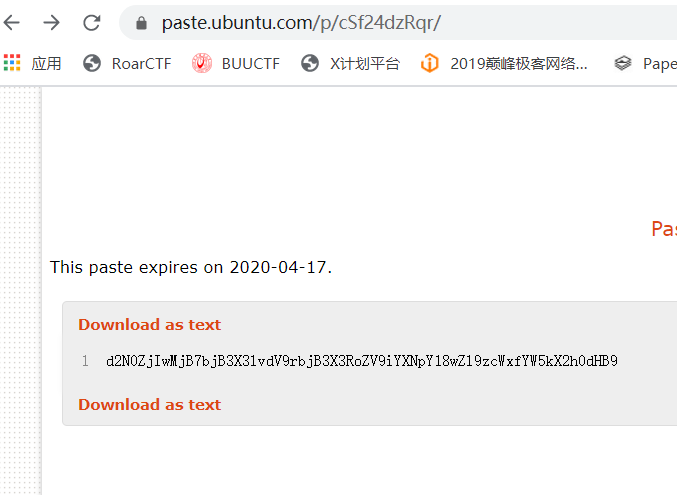 paste.ubuntu.com/p/cSf24dzRqr/
应用 RoarCTF BUUCTF X计划平台 2019巅峰极客网络... Pape
Pas
This paste expires on 2020-04-17.
Download as text
1 d2N0ZjIwMjB7bjB3X3lvdV9rbjB3X3RoZV9iYXNpY18wZl9zcWxfYW5kX2h0dHB9
Download as text